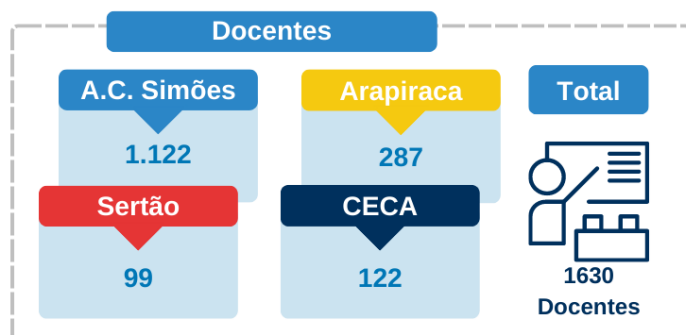 Docentes
A.C. Simões
1.122
Arapiraca
287
Total
Sertão
99
CECA
122
1630
Docentes